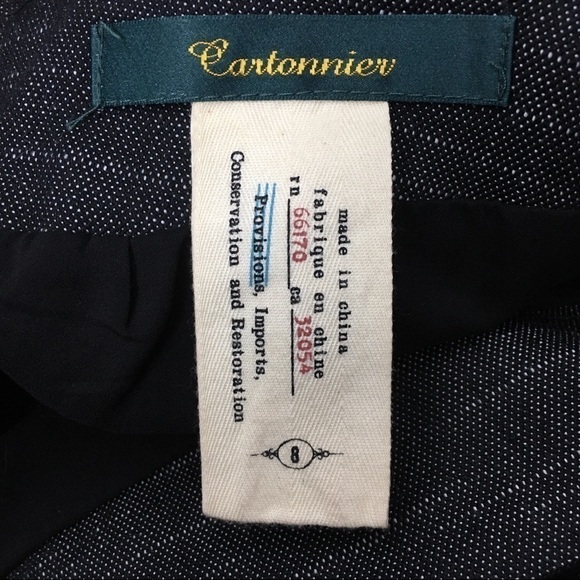 Cartonnier
made in china
fabrique en chine
rn 66170 ca 32054
Provisions, Imports,
Conservation and Restoration
8